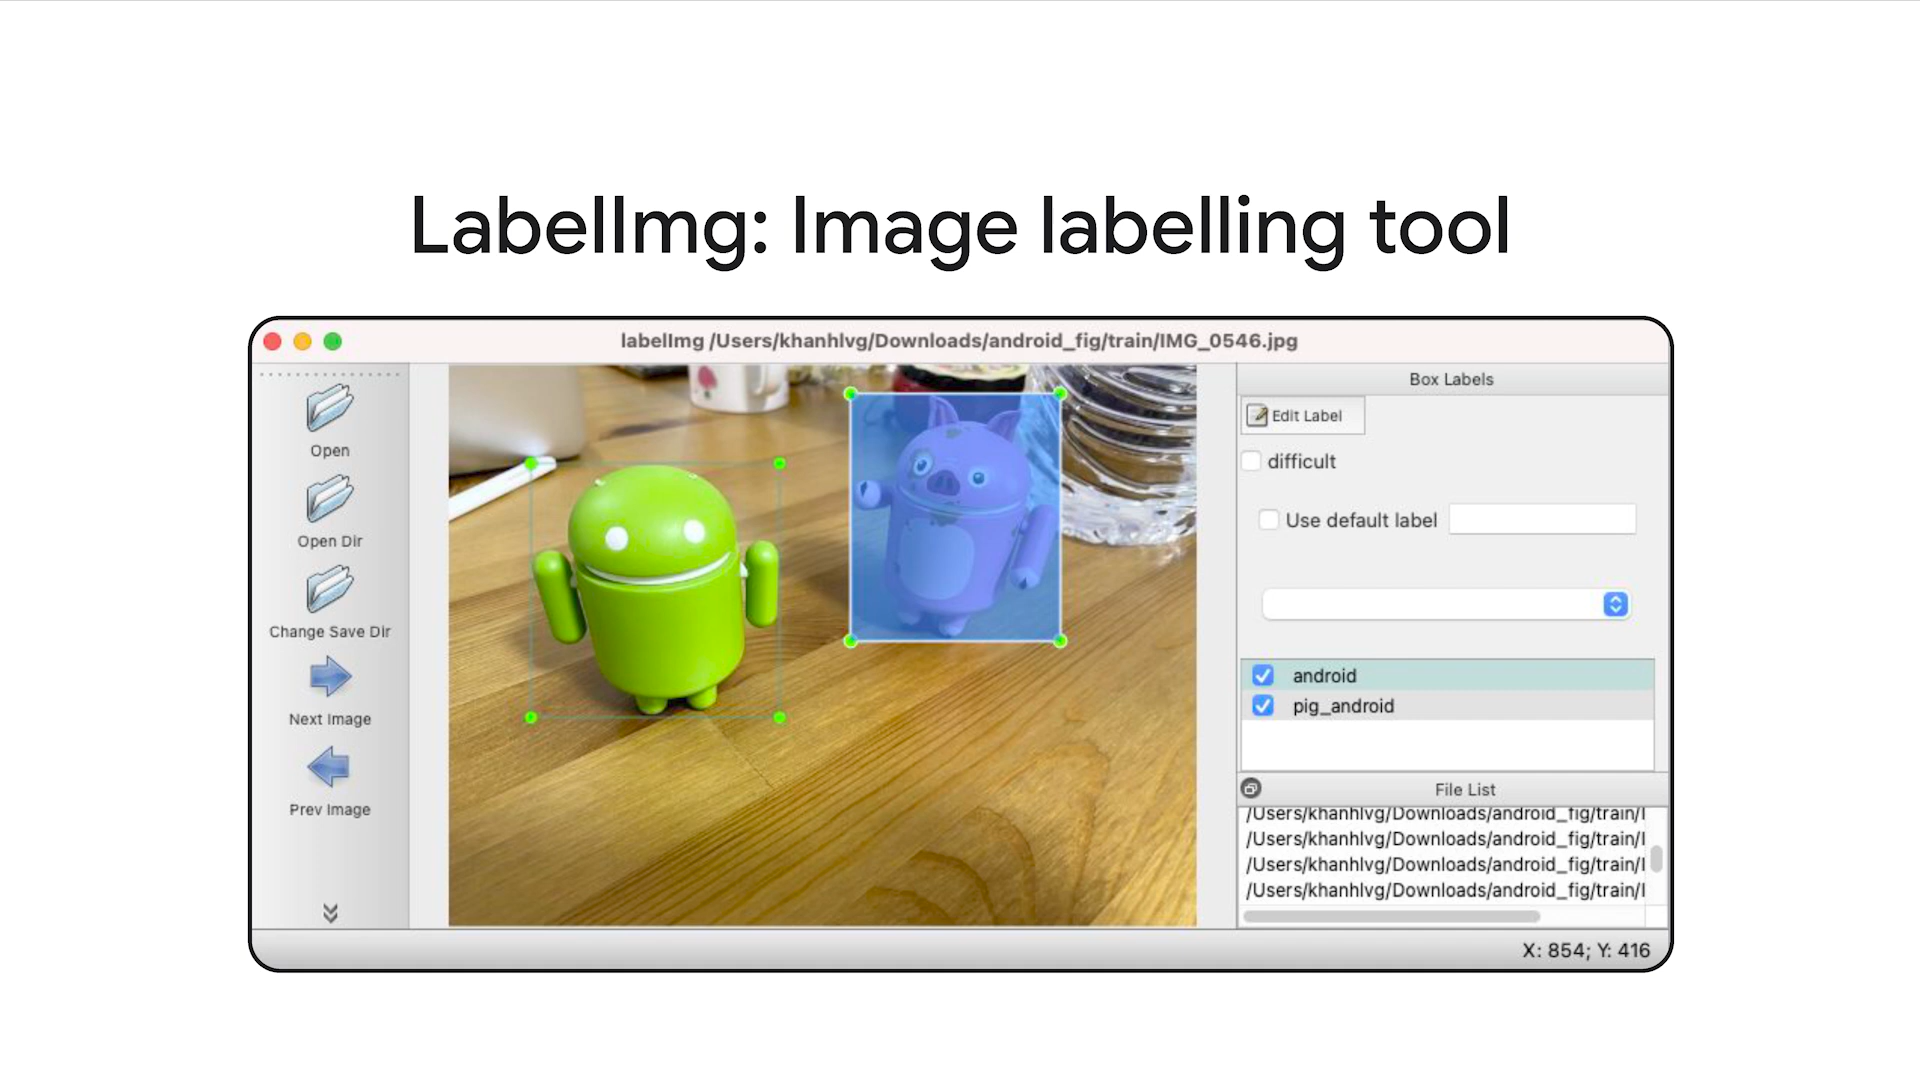 LabelImg: Image labelling tool
labelImg /Users/khanhlvg/Downloads/android_fig/train/IMG_0546.jpg
Open
Open Dir
Change Save Dir
Next Image
Prev Image
Box Labels
Edit Label
difficult
Use default label
android
pig_android
File List
/Users/khanhlvg/Downloads/android_fig/train/I
/Users/khanhlvg/Downloads/android_fig/train/I
/Users/khanhlvg/Downloads/android_fig/train/I
/Users/khanhlvg/Downloads/android_fig/train/I
X: 854; Y: 416